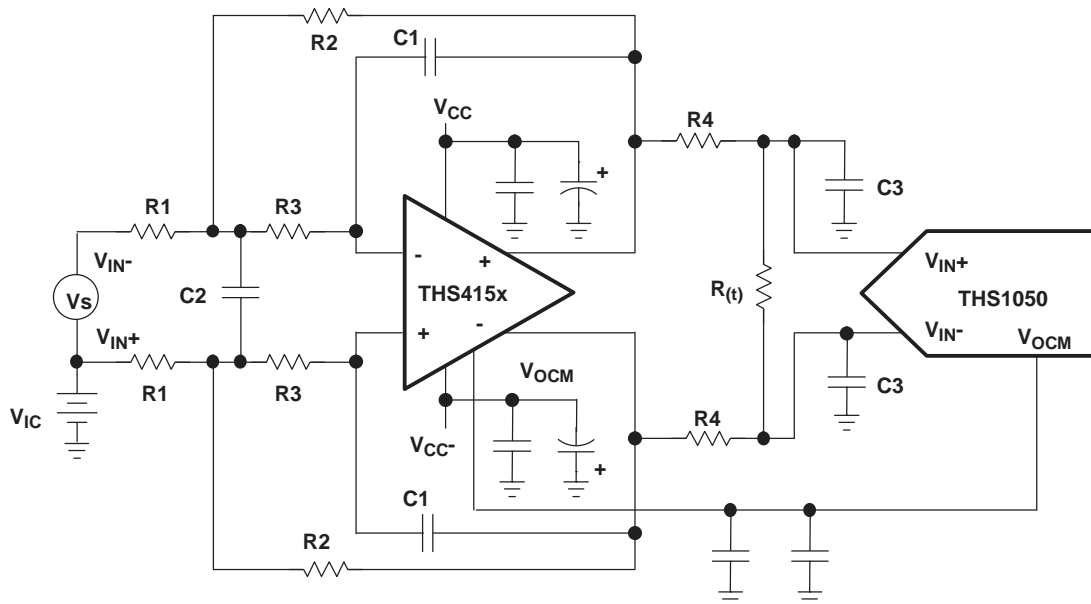 R2
C1
VCC
R4
C3
R1
R3
VIN-
Vs
C2
-
+
THS415x
+
-
R(t)
VIN+
THS1050
VIN-
VOCM
VIN+
R1
R3
VIC
VOCM
VCC-
+
+
C3
R4
C1
R2